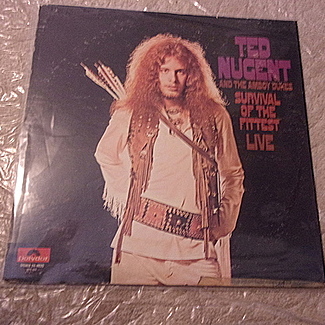 TED
NUGENT
AND THE AMBOY DUKES
SURVIVAL
OF THE
FITTEST
LIVE
Polydor